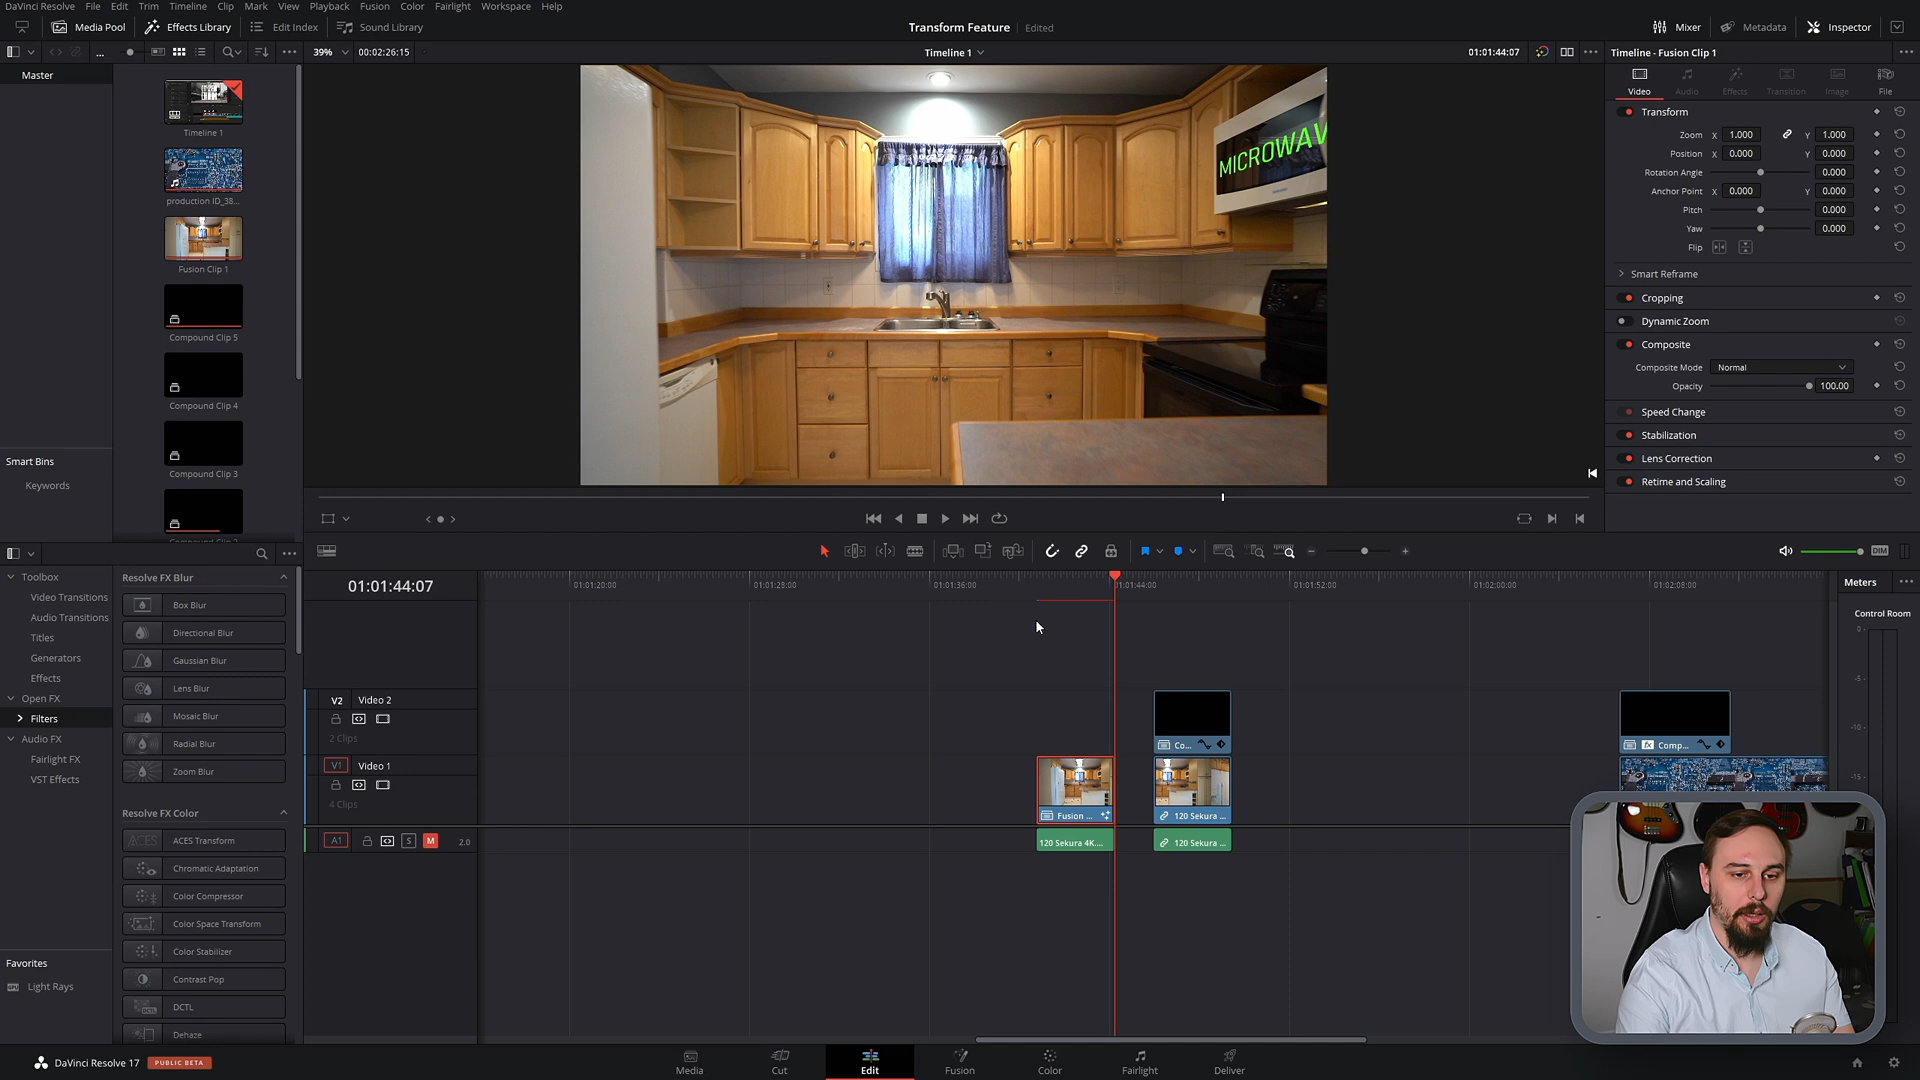 DaVinci Resolve File Edit Trim Timeline Clip Mark View Playback Fusion Color Fairlight Workspace Help
Media Pool Effects Library Edit Index Sound Library Transform Feature Edited Mixer Metadata Inspector
39% 00:02:26:15 Timeline 1 01:01:44:07 Timeline - Fusion Clip 1
Master
Timeline 1
production ID_38...
Fusion Clip 1
Compound Clip 5
Compound Clip 4
Compound Clip 3
Smart Bins
Keywords
MICROWAV
Video Audio Effects Transition Image File
Transform
Zoom X 1.000 Y 1.000
Position X 0.000 Y 0.000
Rotation Angle 0.000
Anchor Point X 0.000 Y 0.000
Pitch 0.000
Yaw 0.000
Flip
Smart Reframe
Cropping
Dynamic Zoom
Composite
Composite Mode Normal
Opacity 100.00
Speed Change
Stabilization
Lens Correction
Retime and Scaling
DIM
Toolbox
Video Transitions
Audio Transitions
Titles
Generators
Effects
Open FX
Filters
Audio FX
Fairlight FX
VST Effects
Favorites
Light Rays
Resolve FX Blur
Box Blur
Directional Blur
Gaussian Blur
Lens Blur
Mosaic Blur
Radial Blur
Zoom Blur
Resolve FX Color
ACES Transform
Chromatic Adaptation
Color Compressor
Color Space Transform
Color Stabilizer
Contrast Pop
DCTL
Dehaze
01:01:44:07
01:01:20:00 01:01:28:00 01:01:36:00 01:01:44:00 01:01:52:00 01:02:00:00 01:02:08:00
V2 Video 2
2 Clips
V1 Video 1
4 Clips
A1 S M 2.0
Co... Comp...
Fusion ... 120 Sekura ...
120 Sekura 4K.... 120 Sekura ...
Meters
Control Room
0
-5
-10
-15
DaVinci Resolve 17 PUBLIC BETA
Media Cut Edit Fusion Color Fairlight Deliver